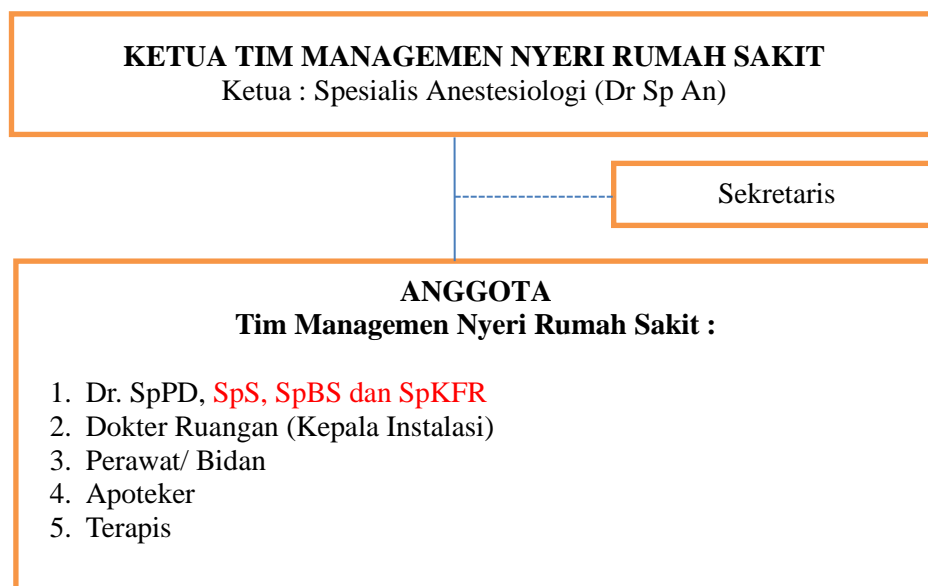 KETUA TIM MANAGEMEN NYERI RUMAH SAKIT
Ketua : Spesialis Anestesiologi (Dr Sp An)
Sekretaris
ANGGOTA
Tim Managemen Nyeri Rumah Sakit :
1. Dr. SpPD, SpS, SpBS dan SpKFR
2. Dokter Ruangan (Kepala Instalasi)
3. Perawat/ Bidan
4. Apoteker
5. Terapis